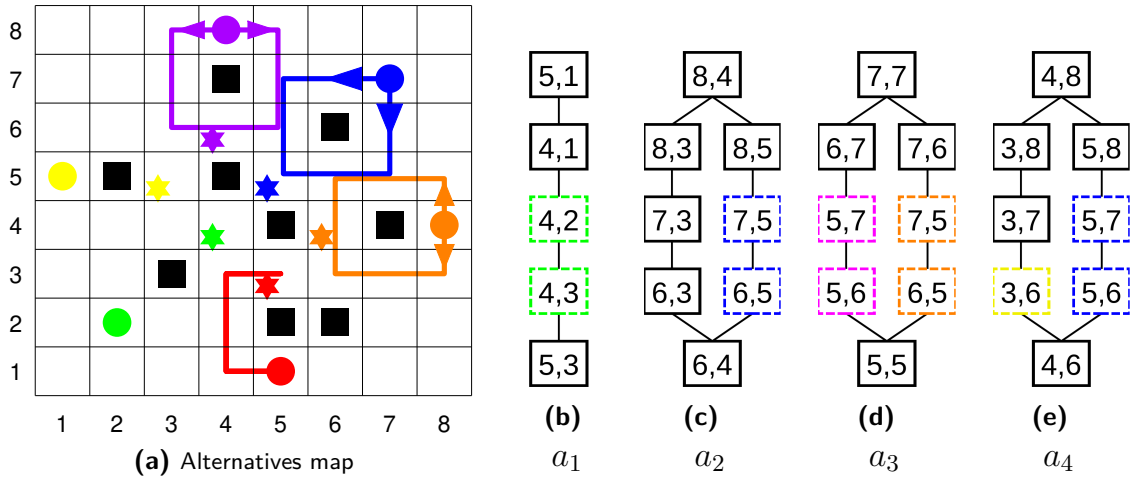 8
7
6
5
4
3
2
1
1 2 3 4 5 6 7 8
(a) Alternatives map
5,1
4,1
4,2
4,3
5,3
(b)
a₁
8,4
8,3 8,5
7,3 7,5
6,3 6,5
6,4
(c)
a₂
7,7
6,7 7,6
5,7 7,5
5,6 6,5
5,5
(d)
a₃
4,8
3,8 5,8
3,7 5,7
3,6 5,6
4,6
(e)
a₄